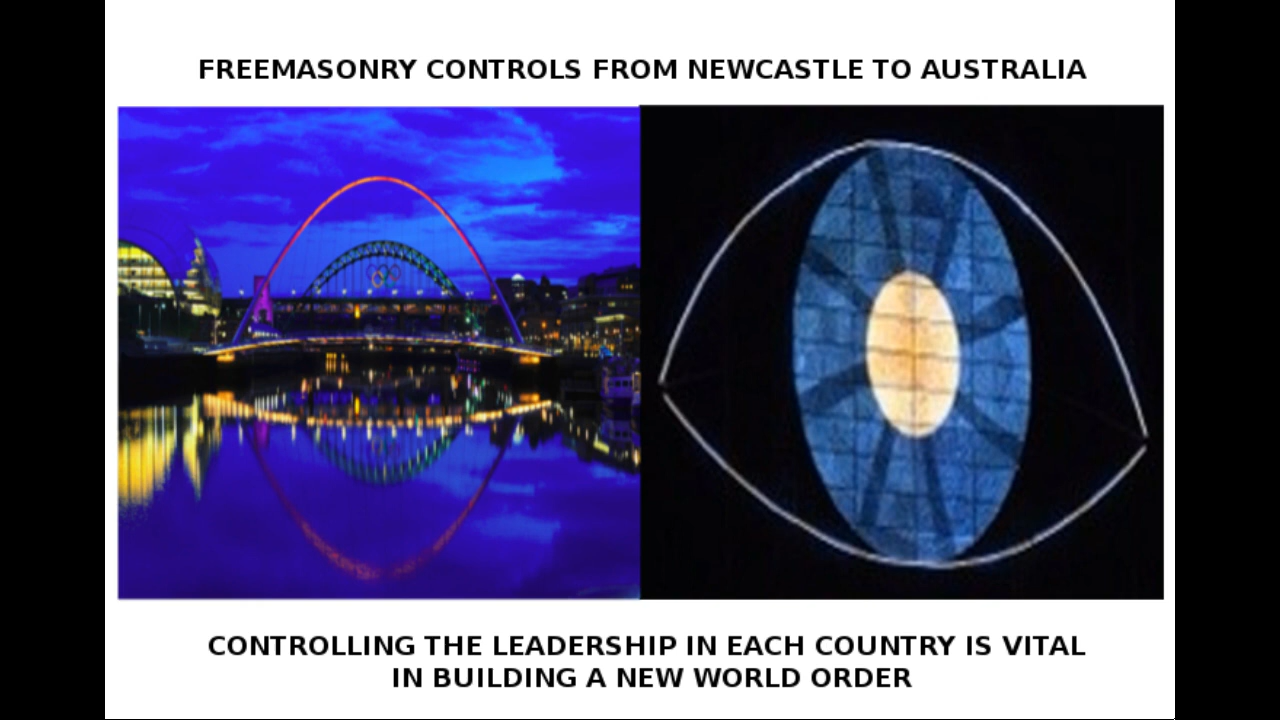 FREEMASONRY CONTROLS FROM NEWCASTLE TO AUSTRALIA
CONTROLLING THE LEADERSHIP IN EACH COUNTRY IS VITAL
IN BUILDING A NEW WORLD ORDER